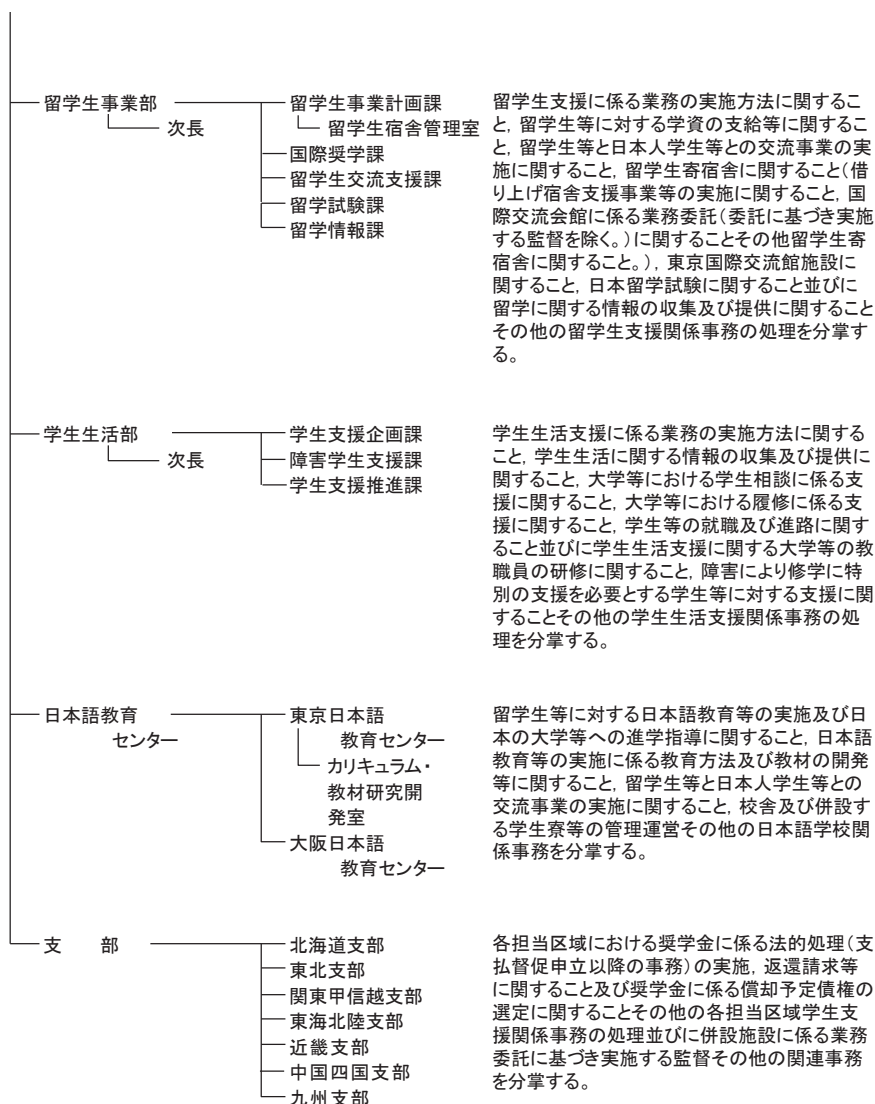 留学生事業部
次長
留学生事業計画課
留学生宿舎管理室
国際奨学課
留学生交流支援課
留学試験課
留学情報課
留学生支援に係る業務の実施方法に関するこ
と，留学生等に対する学資の支給等に関するこ
と，留学生等と日本人学生等との交流事業の実
施に関すること，留学生寄宿舎に関すること（借
り上げ宿舎支援事業等の実施に関すること，国
際交流会館に係る業務委託（委託に基づき実施
する監督を除く。）に関することその他留学生寄
宿舎に関すること。），東京国際交流館施設に
関すること，日本留学試験に関すること並びに
留学に関する情報の収集及び提供に関すること
その他の留学生支援関係事務の処理を分掌す
る。
学生生活部
次長
学生支援企画課
障害学生支援課
学生支援推進課
学生生活支援に係る業務の実施方法に関する
こと，学生生活に関する情報の収集及び提供に
関すること，大学等における学生相談に係る支
援に関すること，大学等における履修に係る支
援に関すること，学生等の就職及び進路に関す
ること並びに学生生活支援に関する大学等の教
職員の研修に関すること，障害により修学に特
別の支援を必要とする学生等に対する支援に関
することその他の学生生活支援関係事務の処
理を分掌する。
日本語教育
センター
東京日本語
教育センター
カリキュラム・
教材研究開
発室
大阪日本語
教育センター
留学生等に対する日本語教育等の実施及び日
本の大学等への進学指導に関すること，日本語
教育等の実施に係る教育方法及び教材の開発
等に関すること，留学生等と日本人学生等との
交流事業の実施に関すること，校舎及び併設す
る学生寮等の管理運営その他の日本語学校関
係事務を分掌する。
支　部
北海道支部
東北支部
関東甲信越支部
東海北陸支部
近畿支部
中国四国支部
九州支部
各担当区域における奨学金に係る法的処理（支
払督促申立以降の事務）の実施，返還請求等
に関すること及び奨学金に係る償却予定債権の
選定に関することその他の各担当区域学生支
援関係事務の処理並びに併設施設に係る業務
委託に基づき実施する監督その他の関連事務
を分掌する。